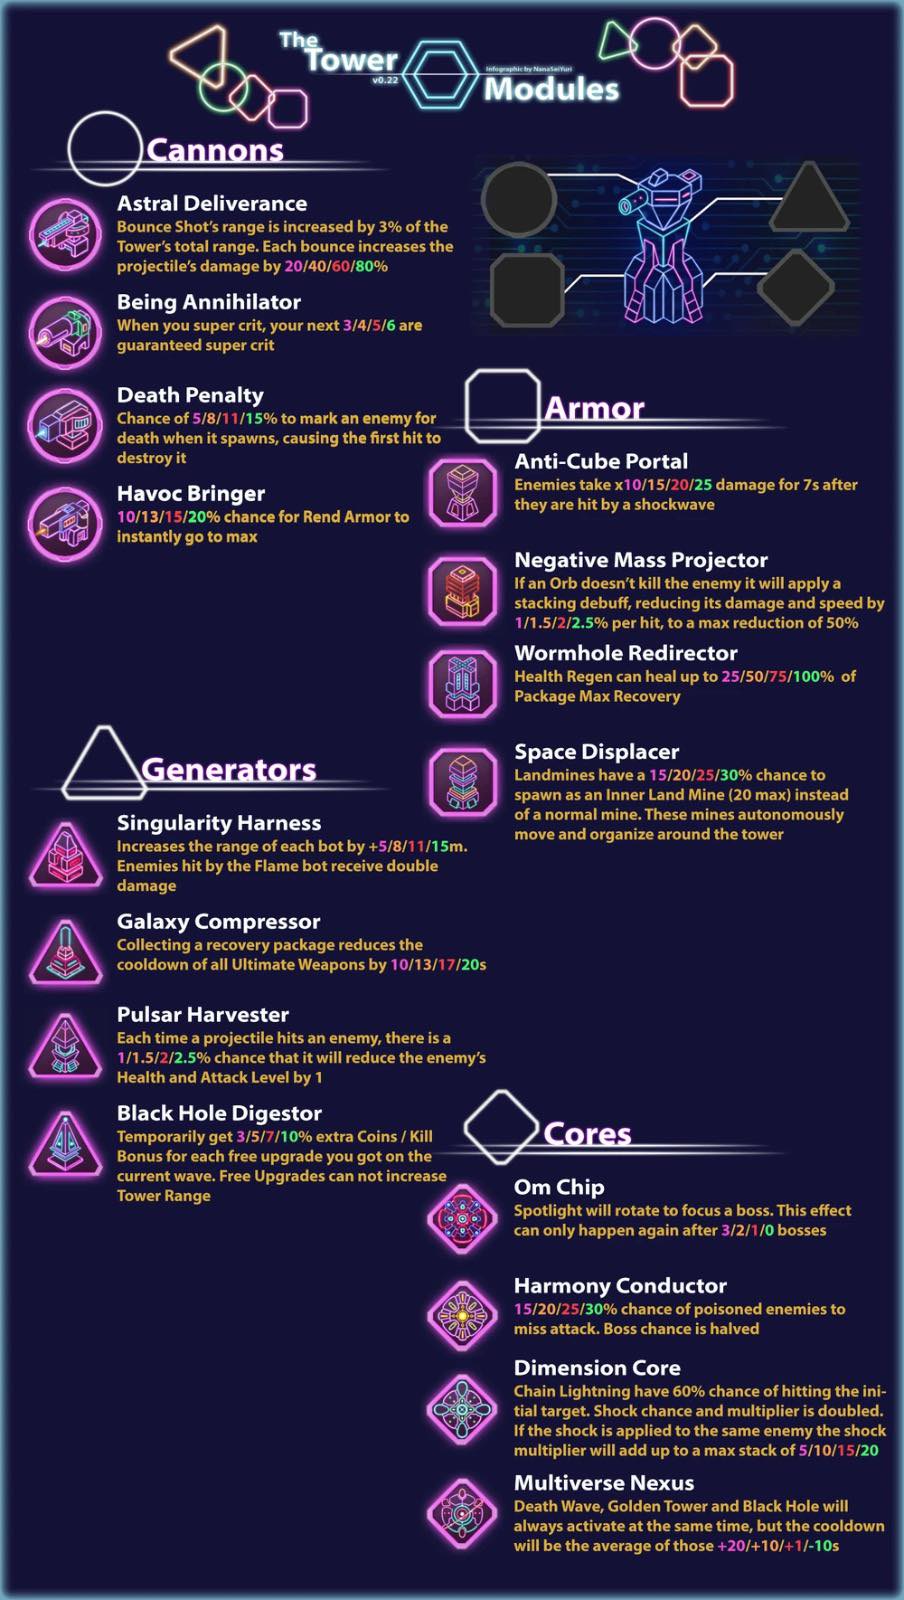 The
Tower
v0.22
Infographic by NanaSeiYuri
Modules
Cannons
Astral Deliverance
Bounce Shot's range is increased by 3% of the
Tower's total range. Each bounce increases the
projectile's damage by 20/40/60/80%
Being Annihilator
When you super crit, your next 3/4/5/6 are
guaranteed super crit
Death Penalty
Chance of 5/8/11/15% to mark an enemy for
death when it spawns, causing the first hit to
destroy it
Havoc Bringer
10/13/15/20% chance for Rend Armor to
instantly go to max
Armor
Anti-Cube Portal
Enemies take x10/15/20/25 damage for 7s after
they are hit by a shockwave
Negative Mass Projector
If an Orb doesn't kill the enemy it will apply a
stacking debuff, reducing its damage and speed by
1/1.5/2/2.5% per hit, to a max reduction of 50%
Wormhole Redirector
Health Regen can heal up to 25/50/75/100% of
Package Max Recovery
Space Displacer
Landmines have a 15/20/25/30% chance to
spawn as an Inner Land Mine (20 max) instead
of a normal mine. These mines autonomously
move and organize around the tower
Generators
Singularity Harness
Increases the range of each bot by +5/8/11/15m.
Enemies hit by the Flame bot receive double
damage
Galaxy Compressor
Collecting a recovery package reduces the
cooldown of all Ultimate Weapons by 10/13/17/20s
Pulsar Harvester
Each time a projectile hits an enemy, there is a
1/1.5/2/2.5% chance that it will reduce the enemy's
Health and Attack Level by 1
Black Hole Digestor
Temporarily get 3/5/7/10% extra Coins / Kill
Bonus for each free upgrade you got on the
current wave. Free Upgrades can not increase
Tower Range
Cores
Om Chip
Spotlight will rotate to focus a boss. This effect
can only happen again after 3/2/1/0 bosses
Harmony Conductor
15/20/25/30% chance of poisoned enemies to
miss attack. Boss chance is halved
Dimension Core
Chain Lightning have 60% chance of hitting the ini-
tial target. Shock chance and multiplier is doubled.
If the shock is applied to the same enemy the shock
multiplier will add up to a max stack of 5/10/15/20
Multiverse Nexus
Death Wave, Golden Tower and Black Hole will
always activate at the same time, but the cooldown
will be the average of those +20/+10/+1/-10s